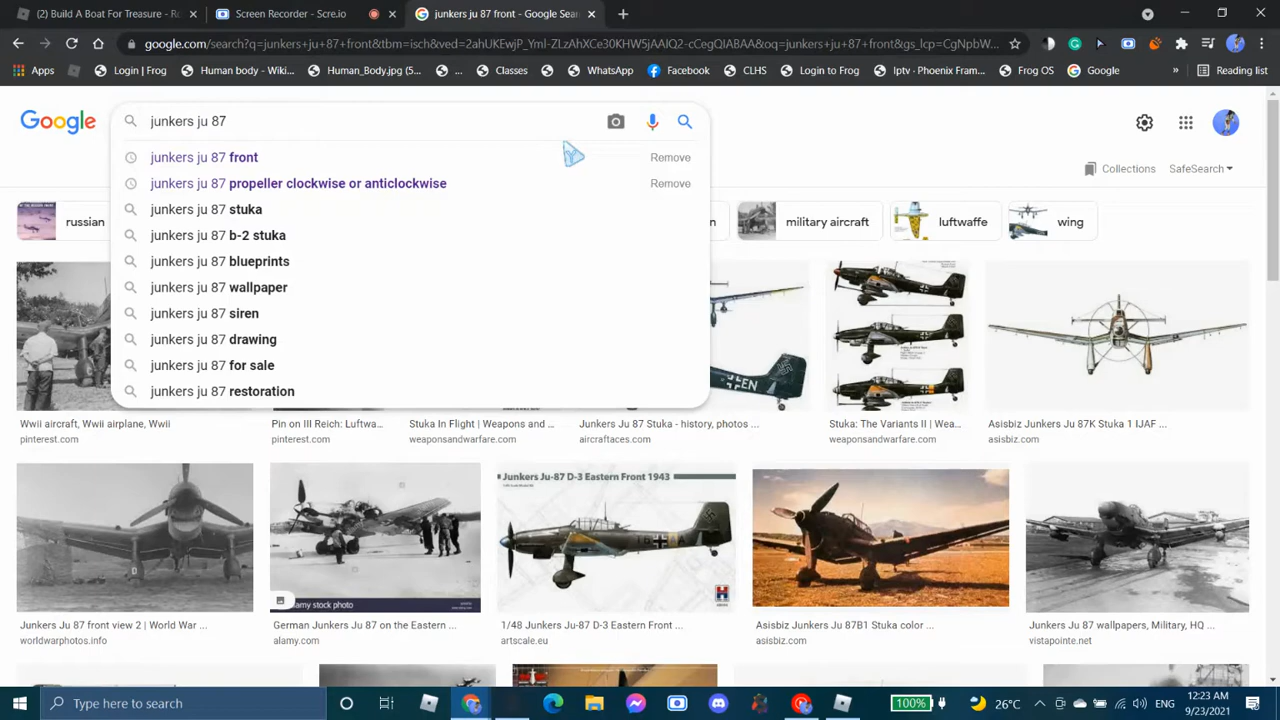 (2) Build A Boat For Treasure - R
Screen Recorder - Scre.io
junkers ju 87 front - Google Sea
google.com/search?q=junkers+ju+87+front&tbm=isch&ved=2ahUKEwjP_YmI-ZLzAhXCe30KHW5jAAIQ2-cCegQIABAA&oq=junkers+ju+87+front&gs_lcp=CgNpbW...
Apps
Login | Frog
Human body - Wiki...
Human_Body.jpg (5...
...
Classes
WhatsApp
Facebook
CLHS
Login to Frog
Iptv - Phoenix Fram...
Frog OS
Google
»
Reading list
Google
junkers ju 87
junkers ju 87 front
Remove
junkers ju 87 propeller clockwise or anticlockwise
Remove
junkers ju 87 stuka
junkers ju 87 b-2 stuka
junkers ju 87 blueprints
junkers ju 87 wallpaper
junkers ju 87 siren
junkers ju 87 drawing
junkers ju 87 for sale
junkers ju 87 restoration
Collections
SafeSearch
russian
n
military aircraft
luftwaffe
wing
Wwii aircraft, Wwii airplane, Wwii
pinterest.com
Pin on III Reich: Luftwa...
pinterest.com
Stuka In Flight | Weapons and ...
weaponsandwarfare.com
Junkers Ju 87 Stuka - history, photos ...
aircraftaces.com
Stuka: The Variants II | Wea...
weaponsandwarfare.com
Asisbiz Junkers Ju 87K Stuka 1 IJAF ...
asisbiz.com
Junkers Ju-87 D-3 Eastern Front 1943
alamy stock photo
Junkers Ju 87 front view 2 | World War ...
worldwarphotos.info
German Junkers Ju 87 on the Eastern ...
alamy.com
1/48 Junkers Ju-87 D-3 Eastern Front ...
artscale.eu
Asisbiz Junkers Ju 87B1 Stuka color ...
asisbiz.com
Junkers Ju 87 wallpapers, Military, HQ ...
vistapointe.net
Type here to search
100%
26°C
ENG
12:23 AM
9/23/2021